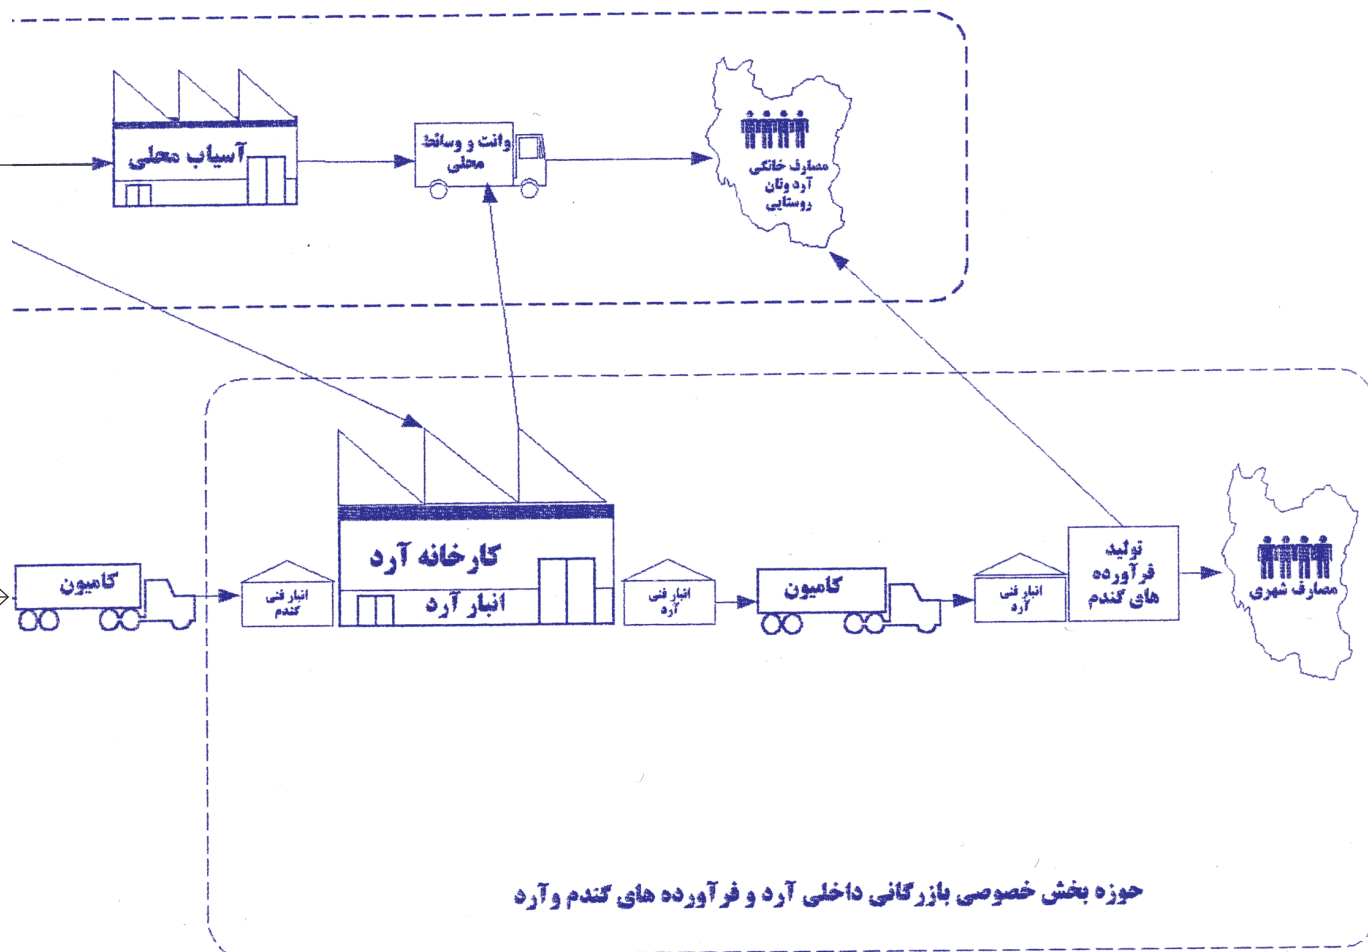 آسیاب محلی
وانت و وسائط
محلی
مصارف خانگی
آرد ونان
روستایی
کامیون
انبار فنی
گندم
کارخانه آرد
انبار آرد
انبار فنی
آرد
کامیون
انبار فنی
آرد
تولید
فرآورده
های گندم
مصارف شهری
حوزه بخش خصوصی بازرگانی داخلی آرد و فرآورده های گندم وآرد